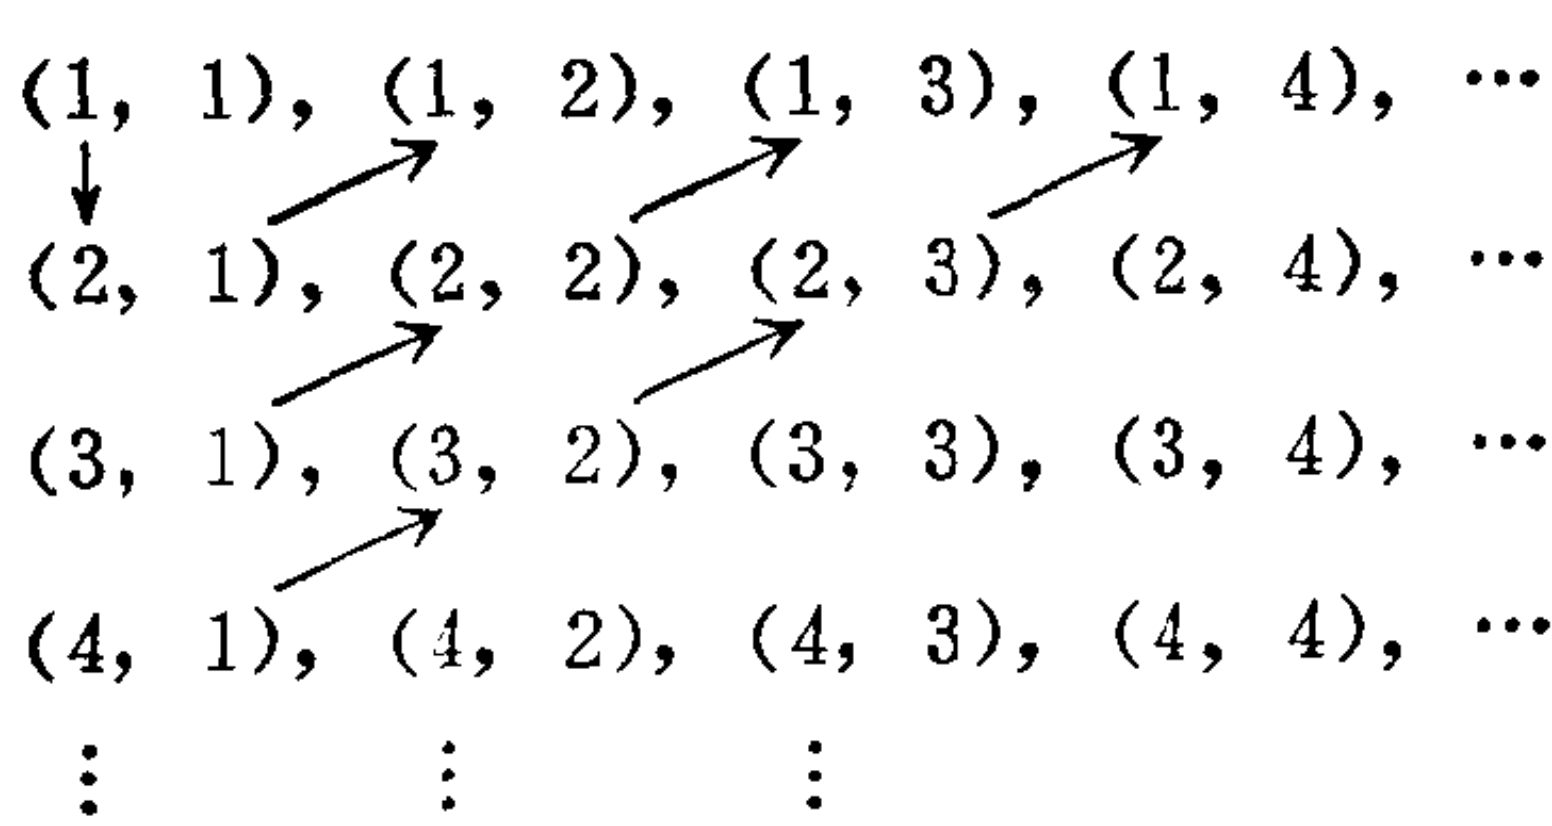 (1, 1), (1, 2), (1, 3), (1, 4), ⋯
(2, 1), (2, 2), (2, 3), (2, 4), ⋯
(3, 1), (3, 2), (3, 3), (3, 4), ⋯
(4, 1), (4, 2), (4, 3), (4, 4), ⋯
⋮ ⋮ ⋮